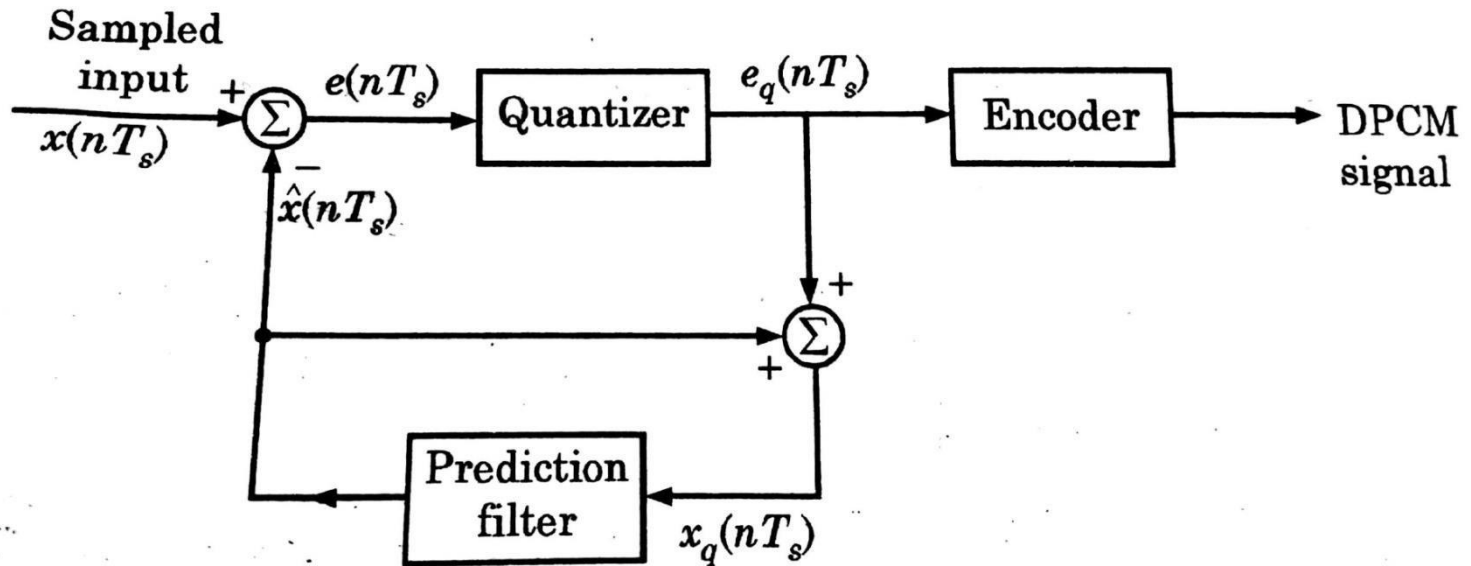 Sampled
input
x(nT_s)
+
Σ
−
e(nT_s)
Quantizer
e_q(nT_s)
Encoder
DPCM
signal
x̂(nT_s)
+
Σ
+
Prediction
filter
x_q(nT_s)